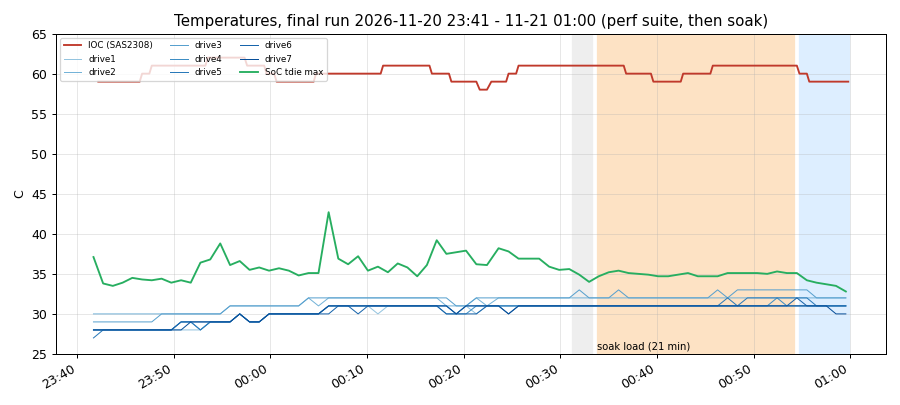 Temperatures, final run 2026-11-20 23:41 - 11-21 01:00 (perf suite, then soak)
IOC (SAS2308)
drive1
drive2
drive3
drive4
drive5
drive6
drive7
SoC tdie max
C
65
60
55
50
45
40
35
30
25
soak load (21 min)
23:40
23:50
00:00
00:10
00:20
00:30
00:40
00:50
01:00